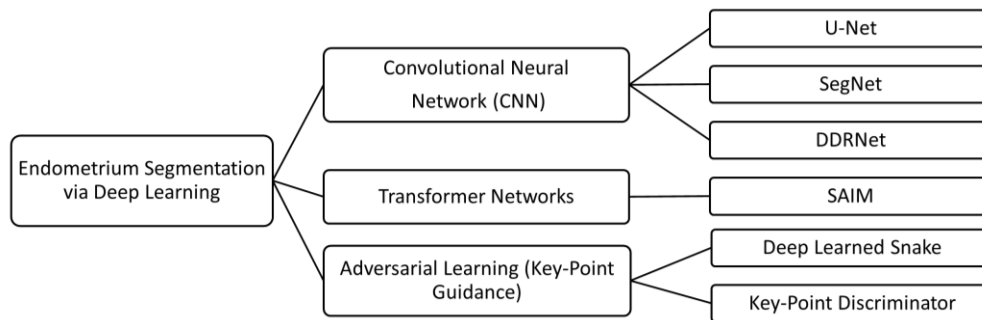 Endometrium Segmentation
via Deep Learning
Convolutional Neural
Network (CNN)
U-Net
SegNet
DDRNet
Transformer Networks
SAIM
Adversarial Learning (Key-Point
Guidance)
Deep Learned Snake
Key-Point Discriminator